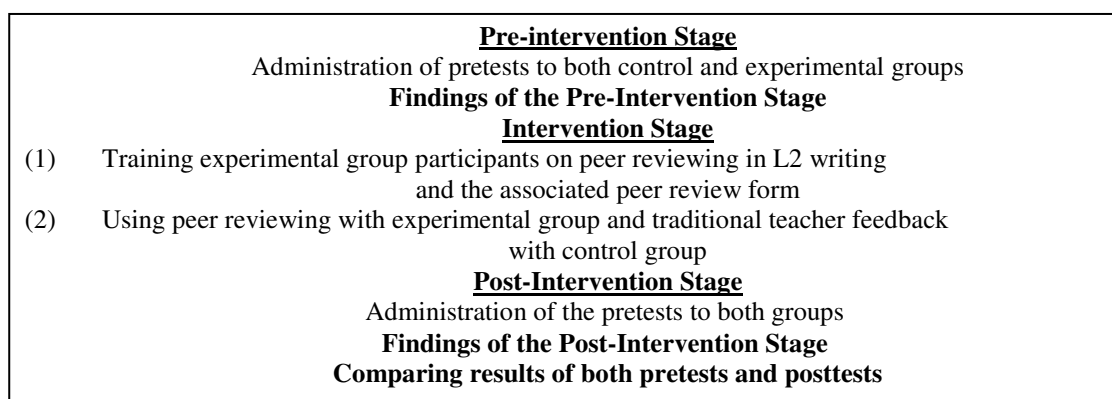 Pre-intervention Stage
Administration of pretests to both control and experimental groups
Findings of the Pre-Intervention Stage
Intervention Stage
(1) Training experimental group participants on peer reviewing in L2 writing
and the associated peer review form
(2) Using peer reviewing with experimental group and traditional teacher feedback
with control group
Post-Intervention Stage
Administration of the pretests to both groups
Findings of the Post-Intervention Stage
Comparing results of both pretests and posttests